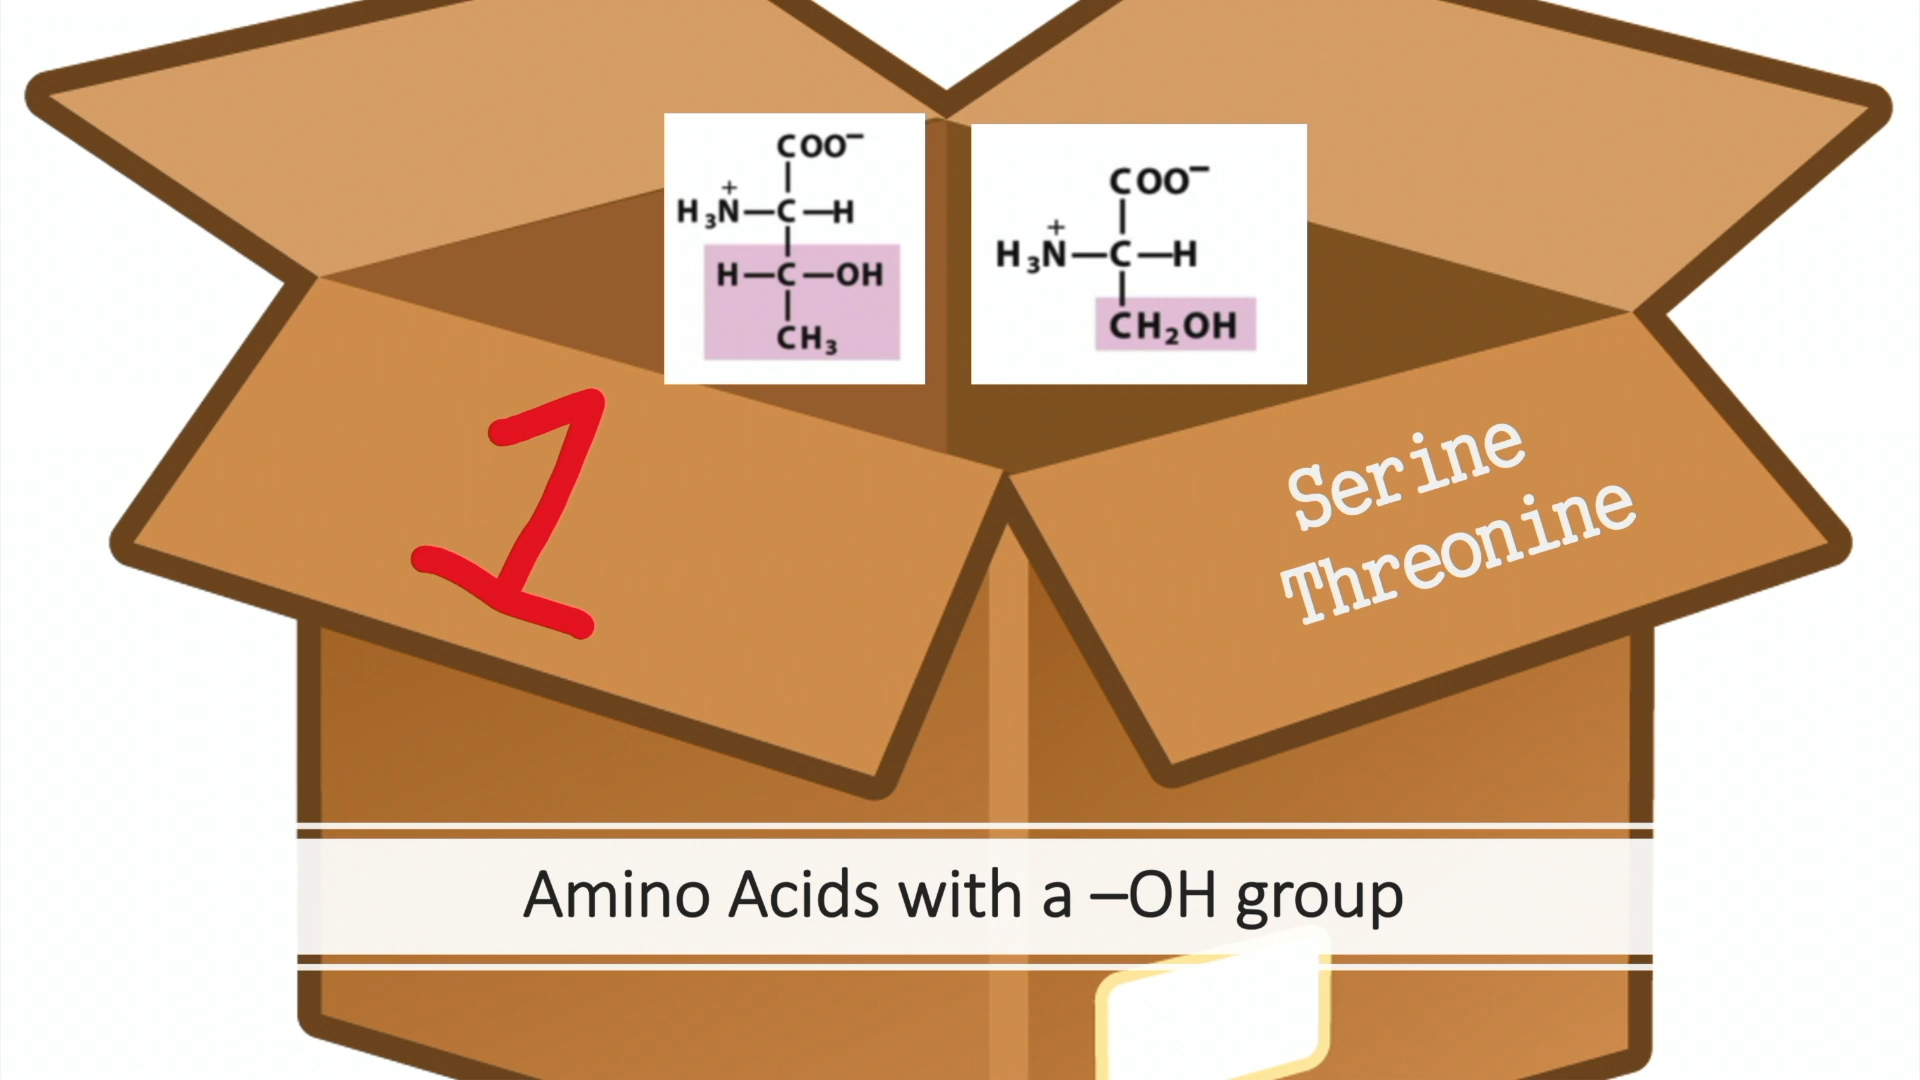 COO⁻
H₃N⁺—C—H
H—C—OH
CH₃
COO⁻
H₃N⁺—C—H
CH₂OH
1
Serine
Threonine
Amino Acids with a –OH group